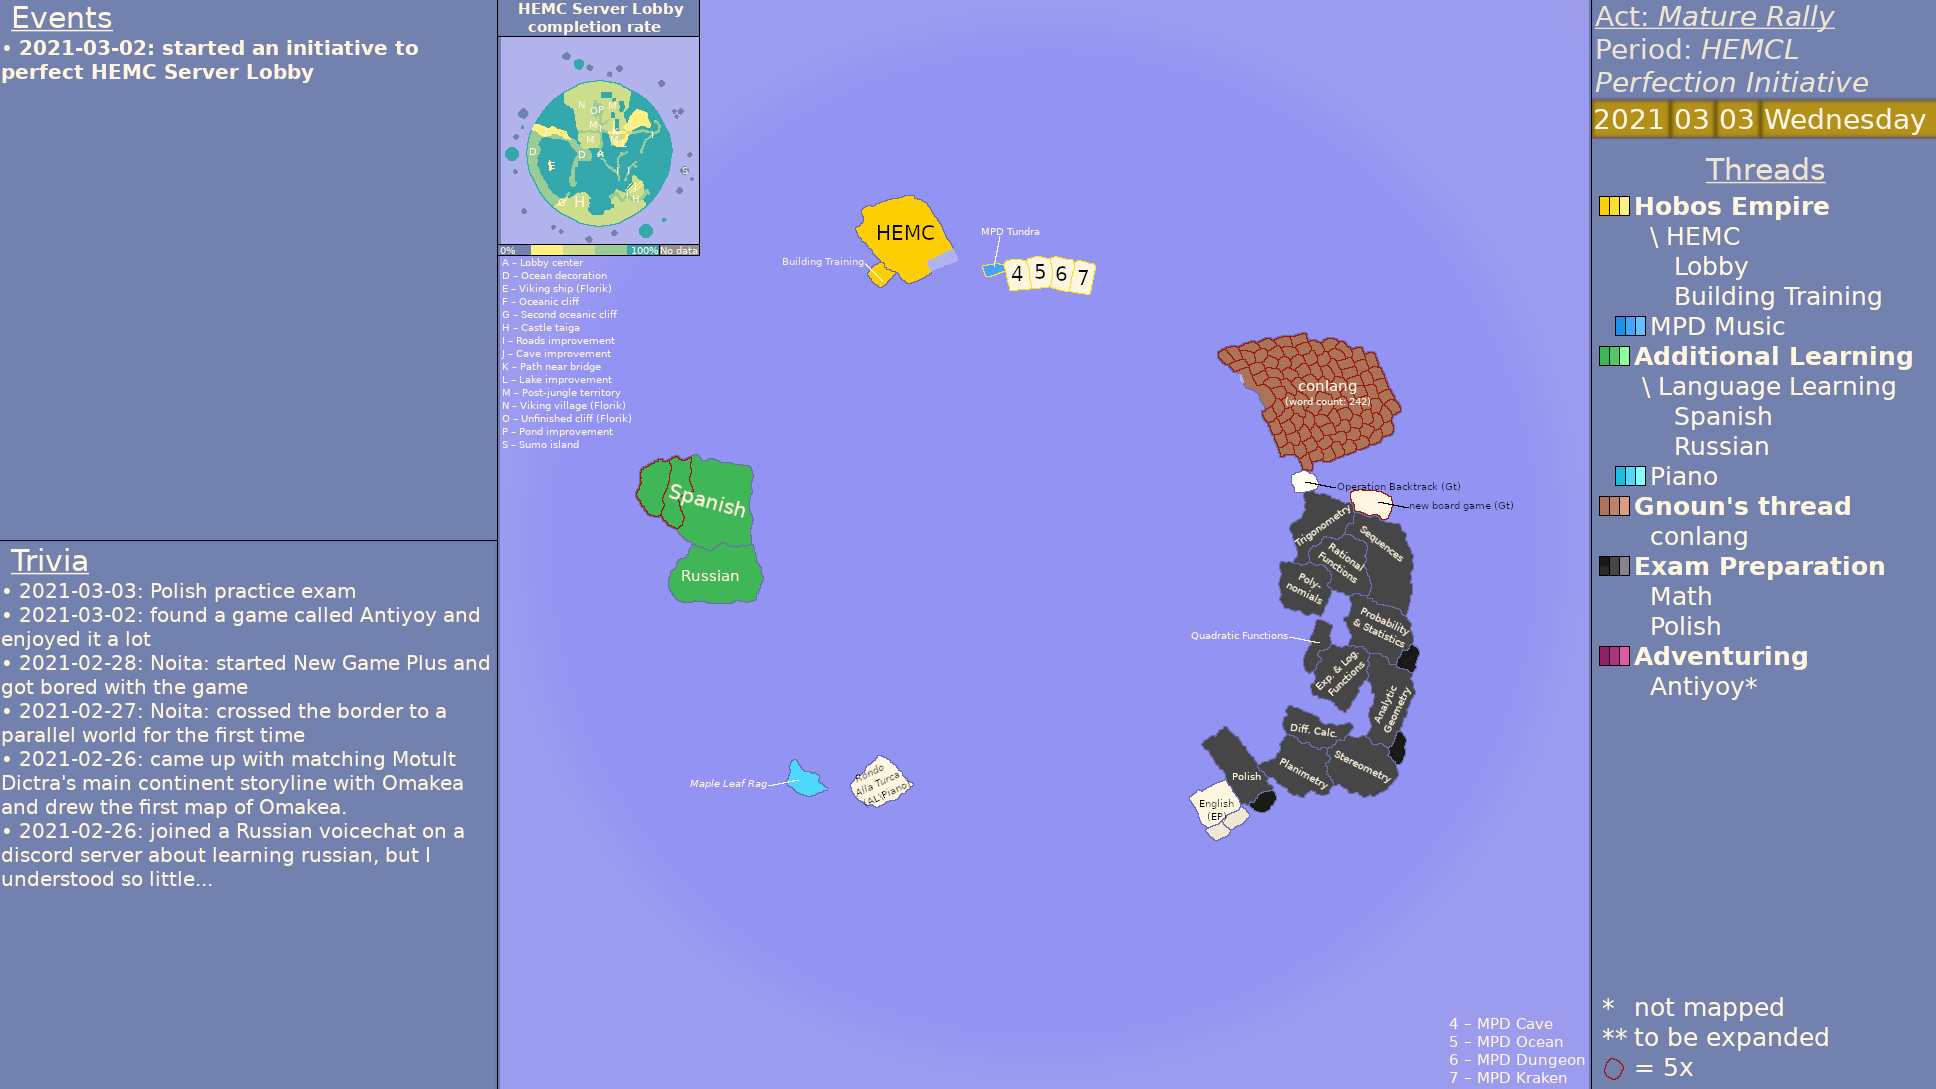 Events
• 2021-03-02: started an initiative to
perfect HEMC Server Lobby
Trivia
• 2021-03-03: Polish practice exam
• 2021-03-02: found a game called Antiyoy and
enjoyed it a lot
• 2021-02-28: Noita: started New Game Plus and
got bored with the game
• 2021-02-27: Noita: crossed the border to a
parallel world for the first time
• 2021-02-26: came up with matching Motult
Dictra's main continent storyline with Omakea
and drew the first map of Omakea.
• 2021-02-26: joined a Russian voicechat on a
discord server about learning russian, but I
understood so little...
HEMC Server Lobby
completion rate
N
OP
M
M
I
L
M
M
I
D
D
A
E
I
I
S
G
H
H
0%
100%
No data
A – Lobby center
D – Ocean decoration
E – Viking ship (Florik)
F – Oceanic cliff
G – Second oceanic cliff
H – Castle taiga
I – Roads improvement
J – Cave improvement
K – Path near bridge
L – Lake improvement
M – Post-jungle territory
N – Viking village (Florik)
O – Unfinished cliff (Florik)
P – Pond improvement
S – Sumo island
HEMC
Building Training
MPD Tundra
4 5 6 7
conlang
(word count: 242)
Operation Backtrack (Gt)
new board game (Gt)
Spanish
Russian
Trigonometry
Sequences
Rational
Functions
Poly-
nomials
Probability
& Statistics
Quadratic Functions
Exp. & Log.
Functions
Analytic
Geometry
Diff. Calc.
Planimetry
Stereometry
Polish
English
(EP)
Maple Leaf Rag
Rondo
Alla Turca
(AL\Piano)
4 – MPD Cave
5 – MPD Ocean
6 – MPD Dungeon
7 – MPD Kraken
Act: Mature Rally
Period: HEMCL
Perfection Initiative
2021 03 03 Wednesday
Threads
Hobos Empire
\ HEMC
Lobby
Building Training
MPD Music
Additional Learning
\ Language Learning
Spanish
Russian
Piano
Gnoun's thread
conlang
Exam Preparation
Math
Polish
Adventuring
Antiyoy*
* not mapped
** to be expanded
= 5x